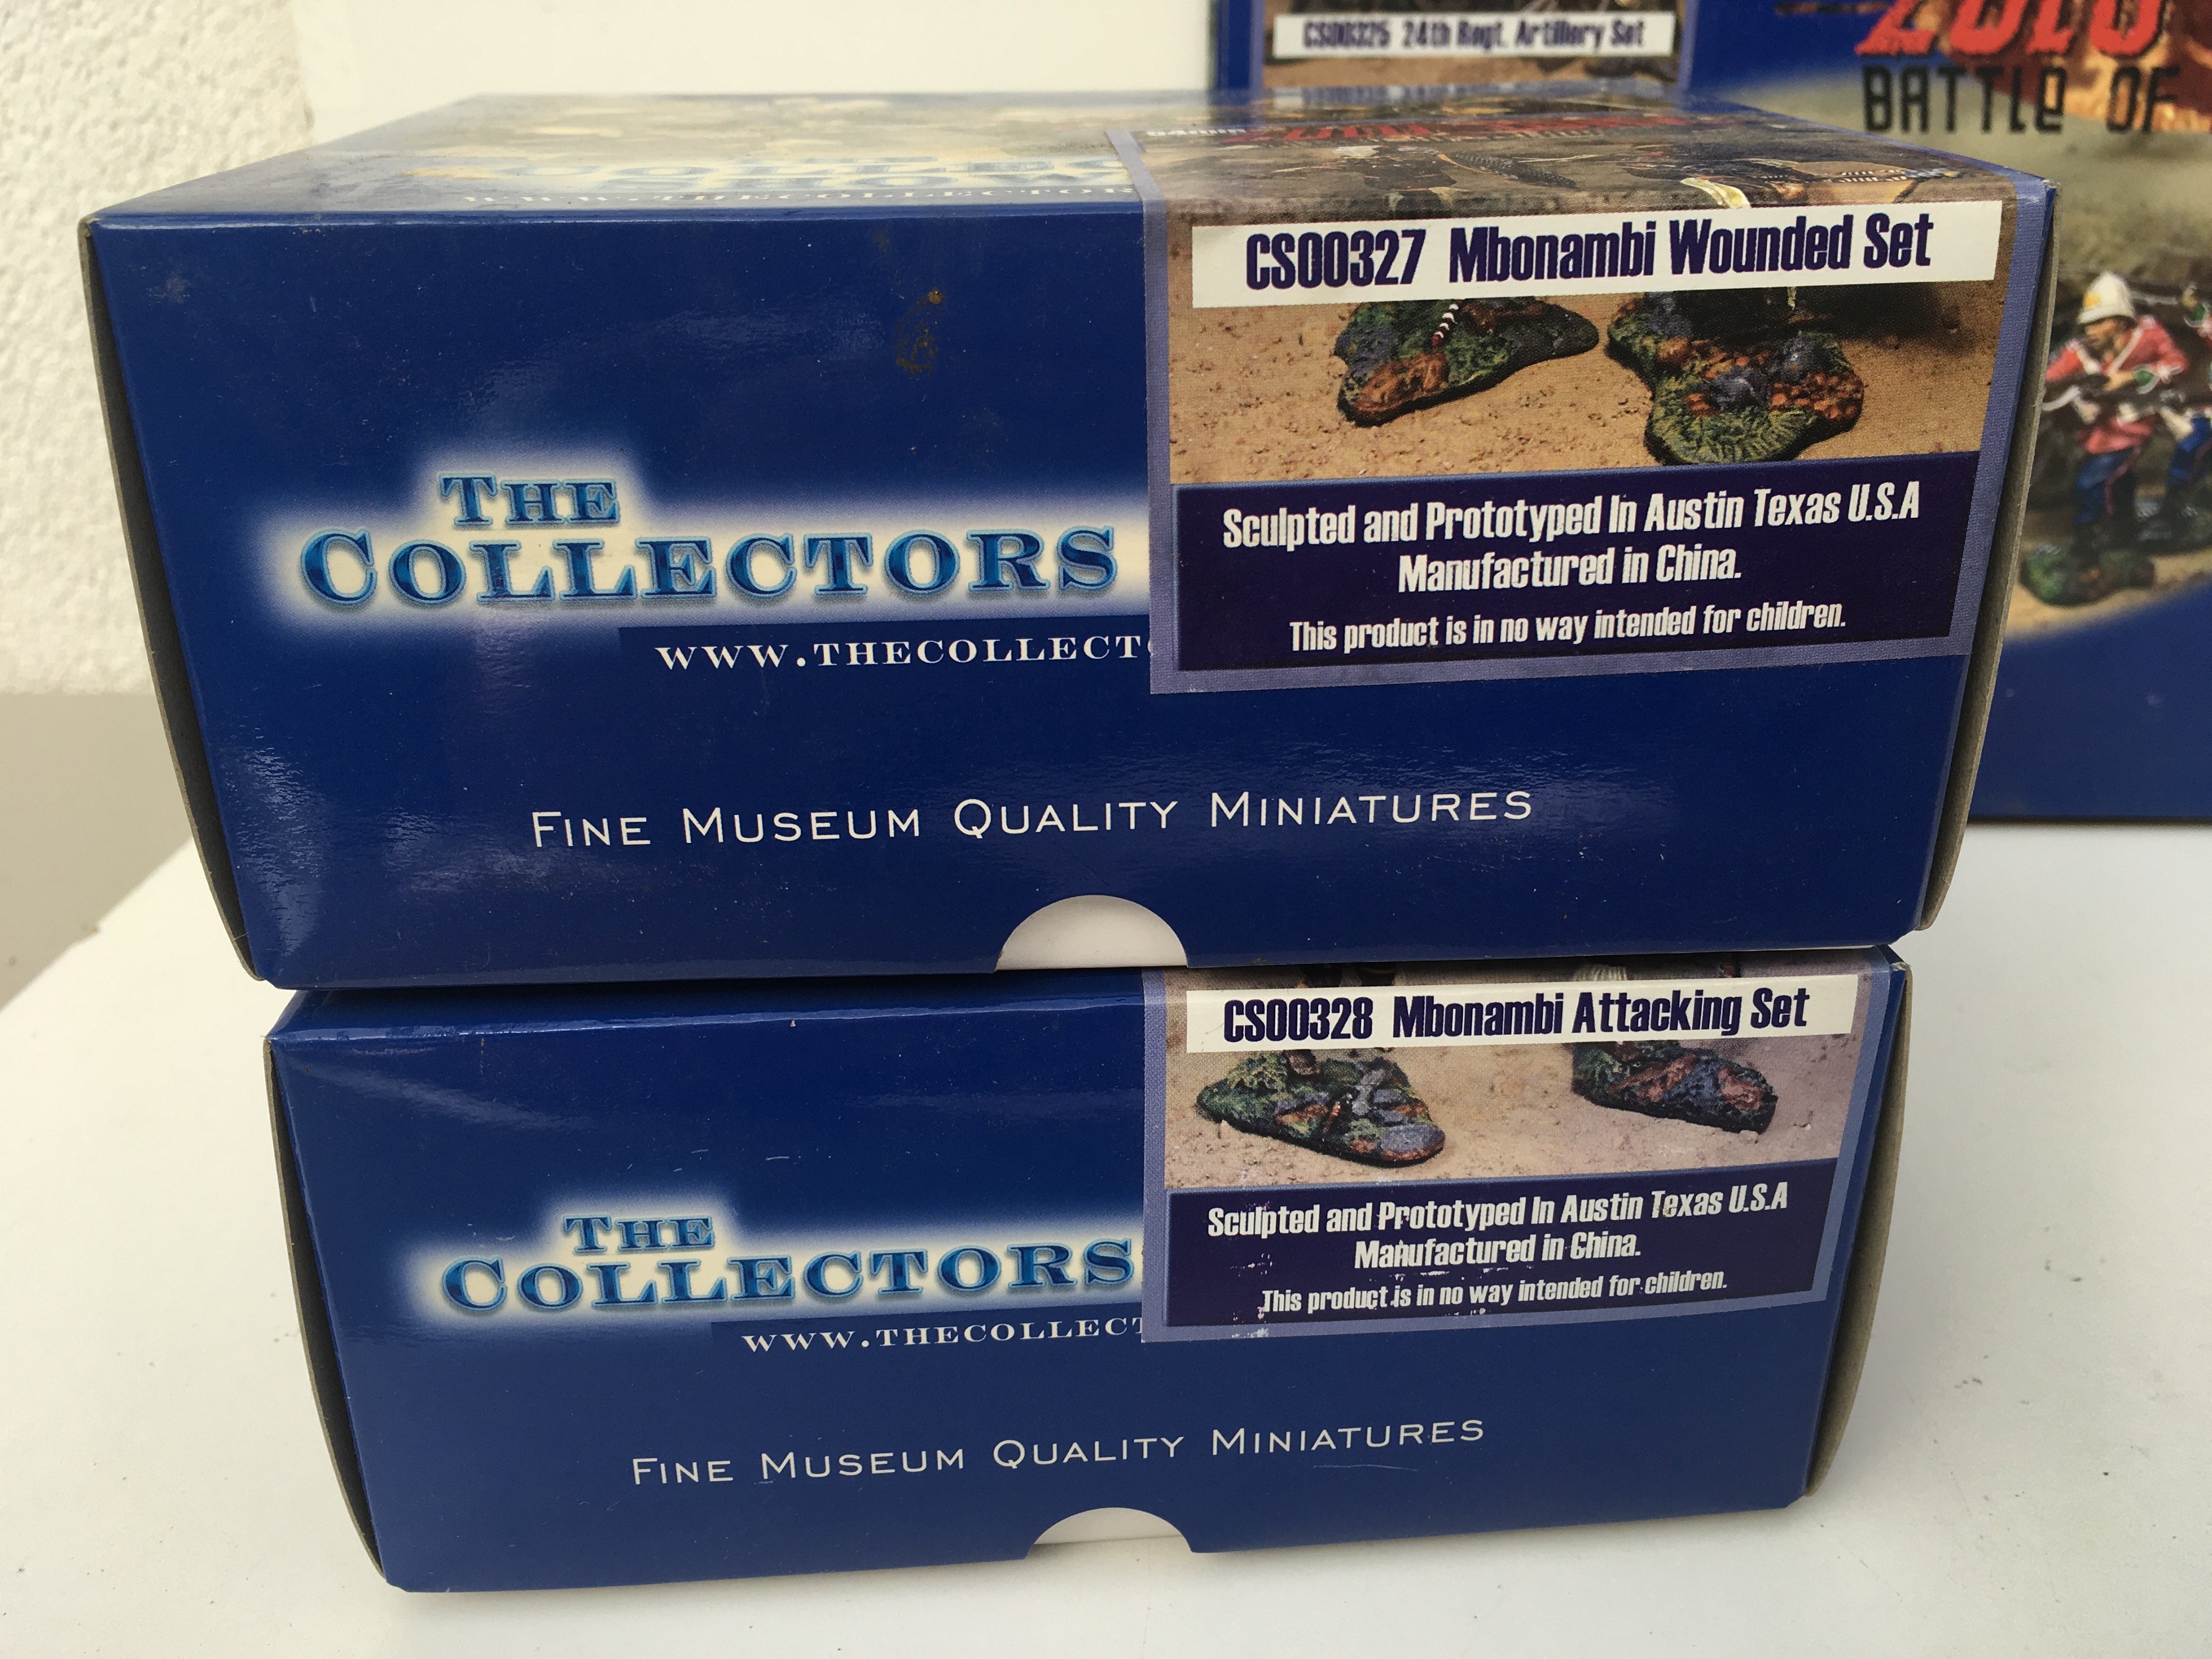 CS00325 24th Regt. Artillery Set
BATTLE OF
CS00327 Mbonambi Wounded Set
Sculpted and Prototyped In Austin Texas U.S.A
Manufactured in China.
This product is in no way intended for children.
THE
COLLECTORS
WWW.THECOLLECT
FINE MUSEUM QUALITY MINIATURES
CS00328 Mbonambi Attacking Set
Sculpted and Prototyped In Austin Texas U.S.A
Manufactured in China.
This product is in no way intended for children.
THE
COLLECTORS
WWW.THECOLLECT
FINE MUSEUM QUALITY MINIATURES